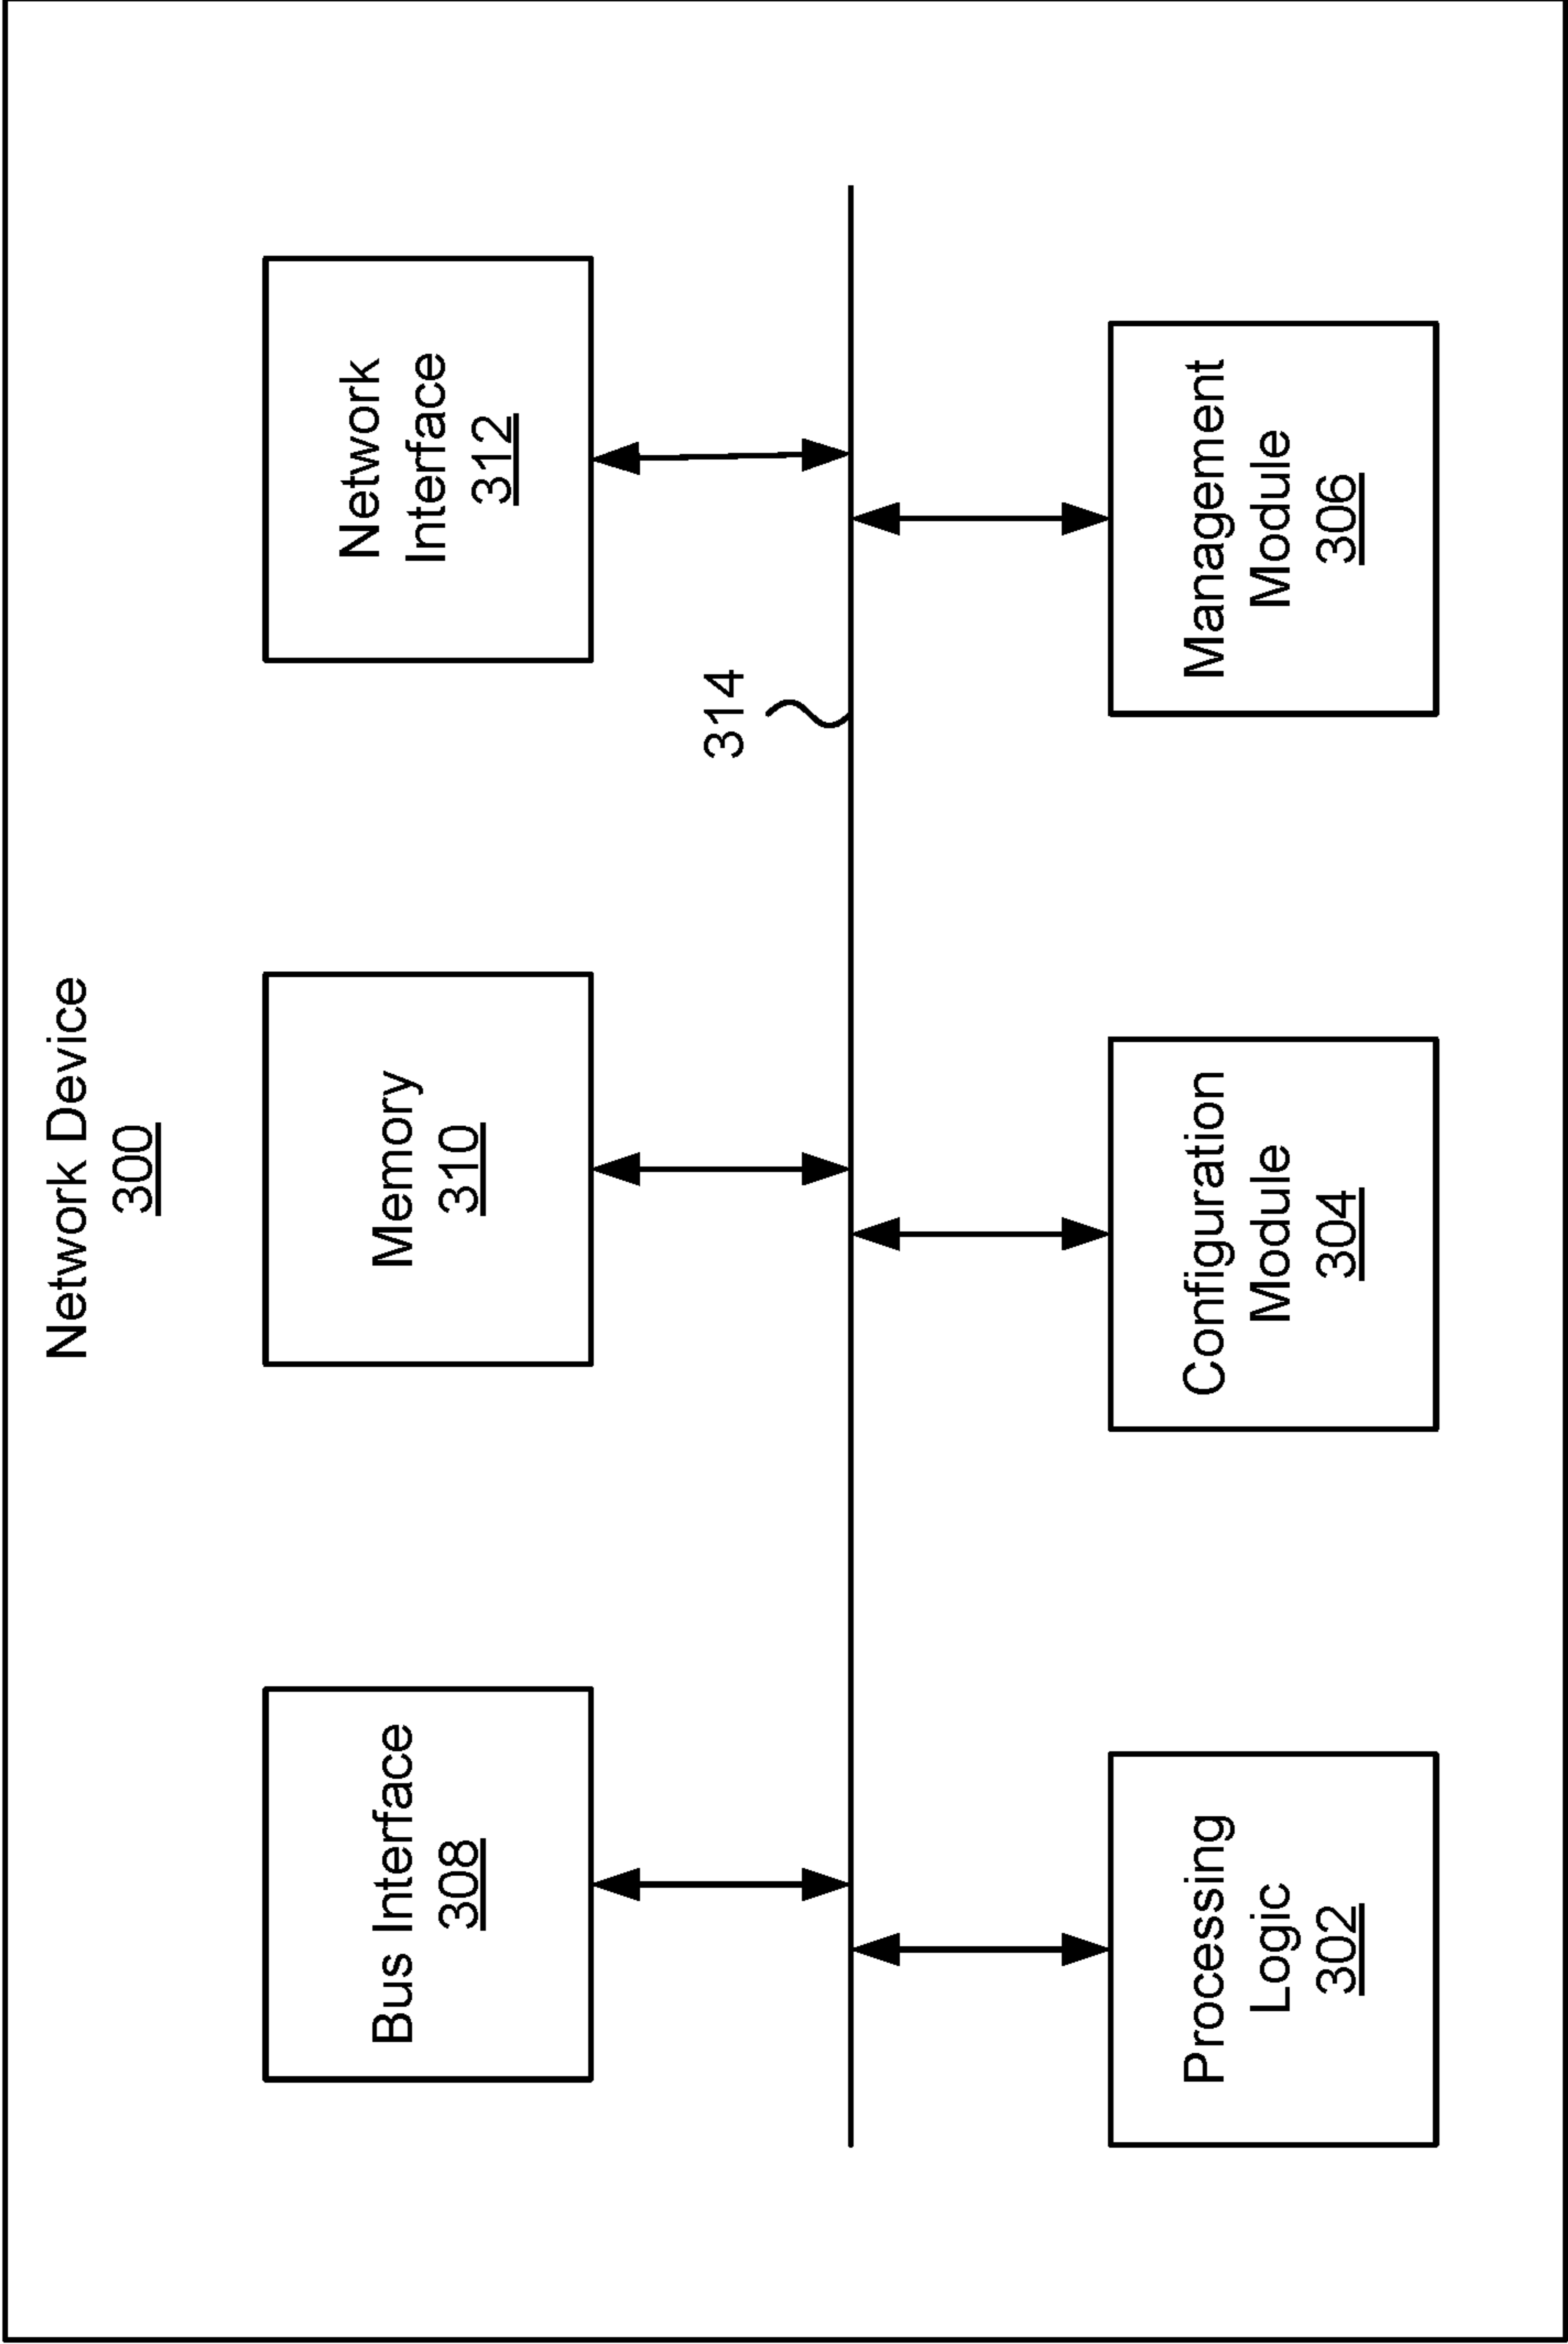 Network Device
300
Bus Interface
308
Memory
310
Network
Interface
312
314
Processing
Logic
302
Configuration
Module
304
Management
Module
306